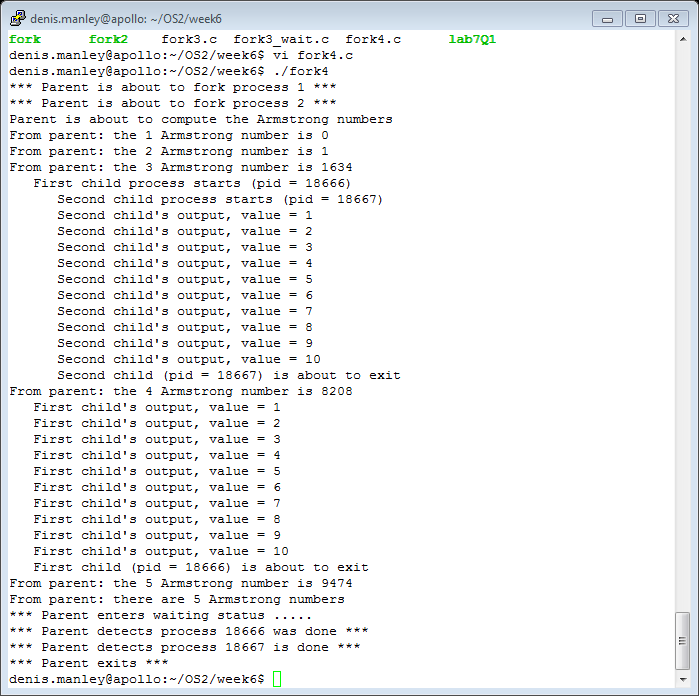 denis.manley@apollo: ~/OS2/week6
fork      fork2    fork3.c  fork3_wait.c  fork4.c      lab7Q1
denis.manley@apollo:~/OS2/week6$ vi fork4.c
denis.manley@apollo:~/OS2/week6$ ./fork4
*** Parent is about to fork process 1 ***
*** Parent is about to fork process 2 ***
Parent is about to compute the Armstrong numbers
From parent: the 1 Armstrong number is 0
From parent: the 2 Armstrong number is 1
From parent: the 3 Armstrong number is 1634
   First child process starts (pid = 18666)
      Second child process starts (pid = 18667)
      Second child's output, value = 1
      Second child's output, value = 2
      Second child's output, value = 3
      Second child's output, value = 4
      Second child's output, value = 5
      Second child's output, value = 6
      Second child's output, value = 7
      Second child's output, value = 8
      Second child's output, value = 9
      Second child's output, value = 10
      Second child (pid = 18667) is about to exit
From parent: the 4 Armstrong number is 8208
   First child's output, value = 1
   First child's output, value = 2
   First child's output, value = 3
   First child's output, value = 4
   First child's output, value = 5
   First child's output, value = 6
   First child's output, value = 7
   First child's output, value = 8
   First child's output, value = 9
   First child's output, value = 10
   First child (pid = 18666) is about to exit
From parent: the 5 Armstrong number is 9474
From parent: there are 5 Armstrong numbers
*** Parent enters waiting status .....
*** Parent detects process 18666 was done ***
*** Parent detects process 18667 is done ***
*** Parent exits ***
denis.manley@apollo:~/OS2/week6$